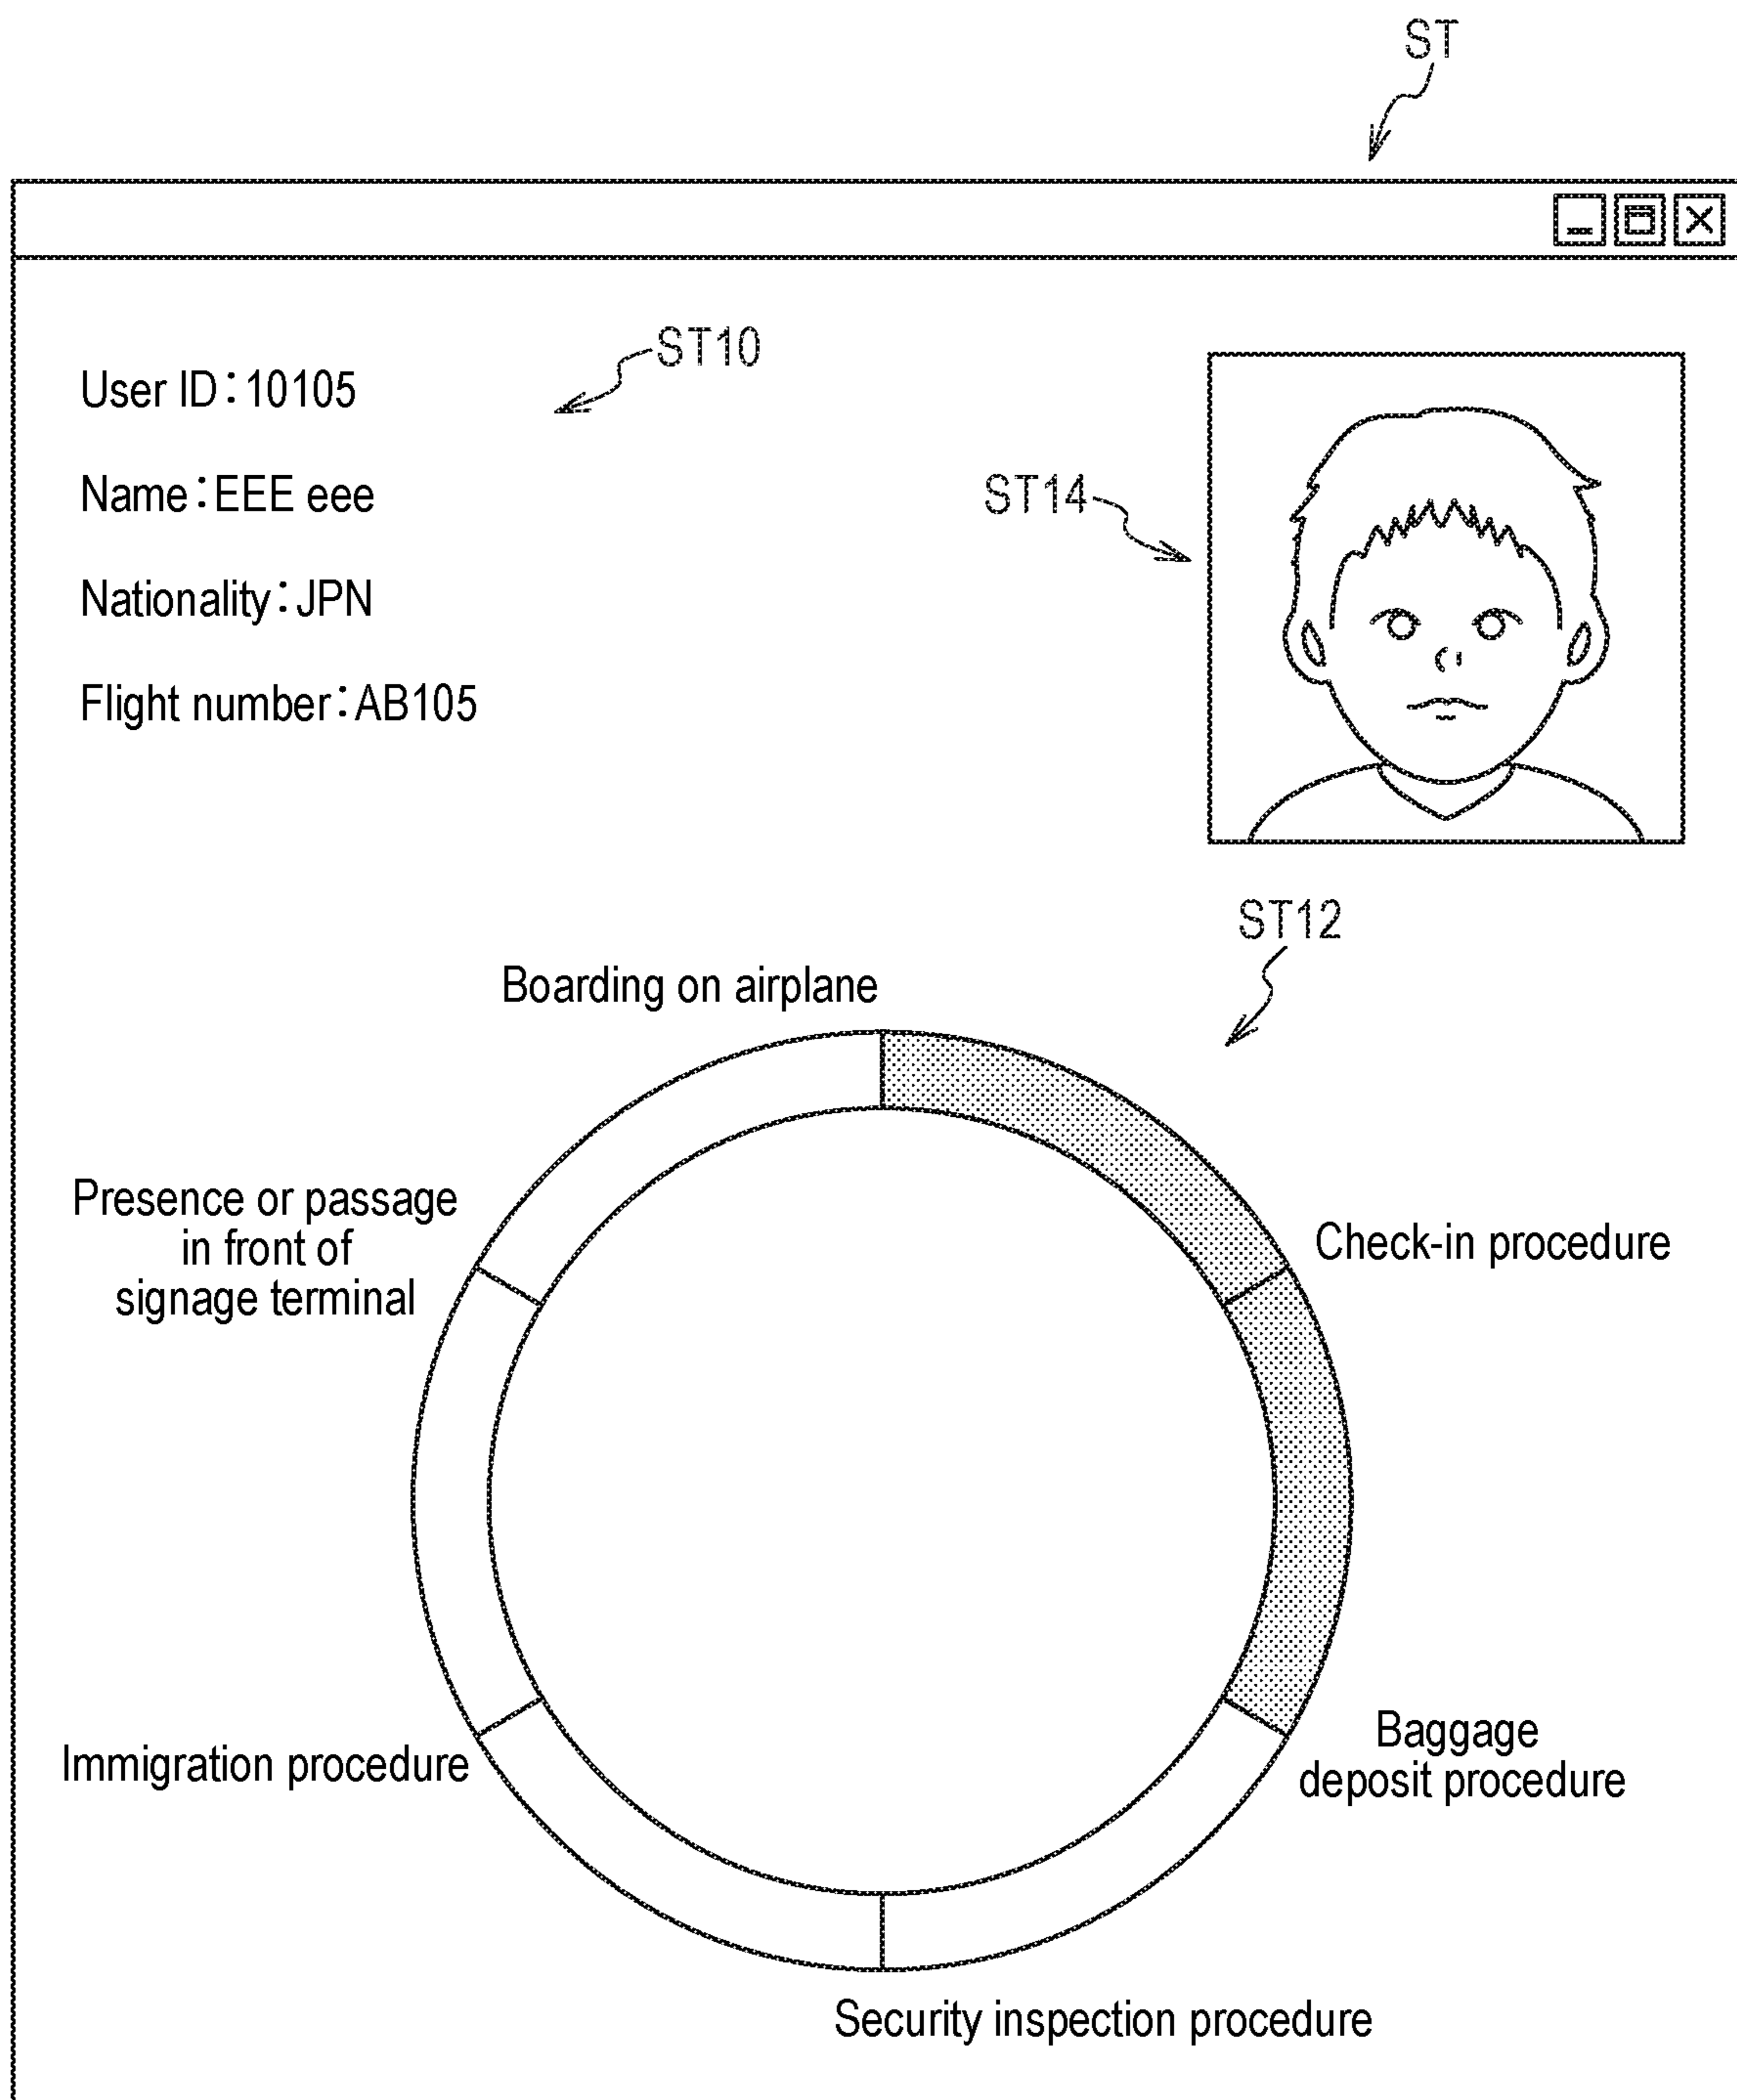 ST
ST10
User ID:10105
Name:EEE eee
ST14
Nationality:JPN
Flight number:AB105
ST12
Boarding on airplane
Presence or passage
in front of
signage terminal
Check-in procedure
Immigration procedure
Baggage
deposit procedure
Security inspection procedure